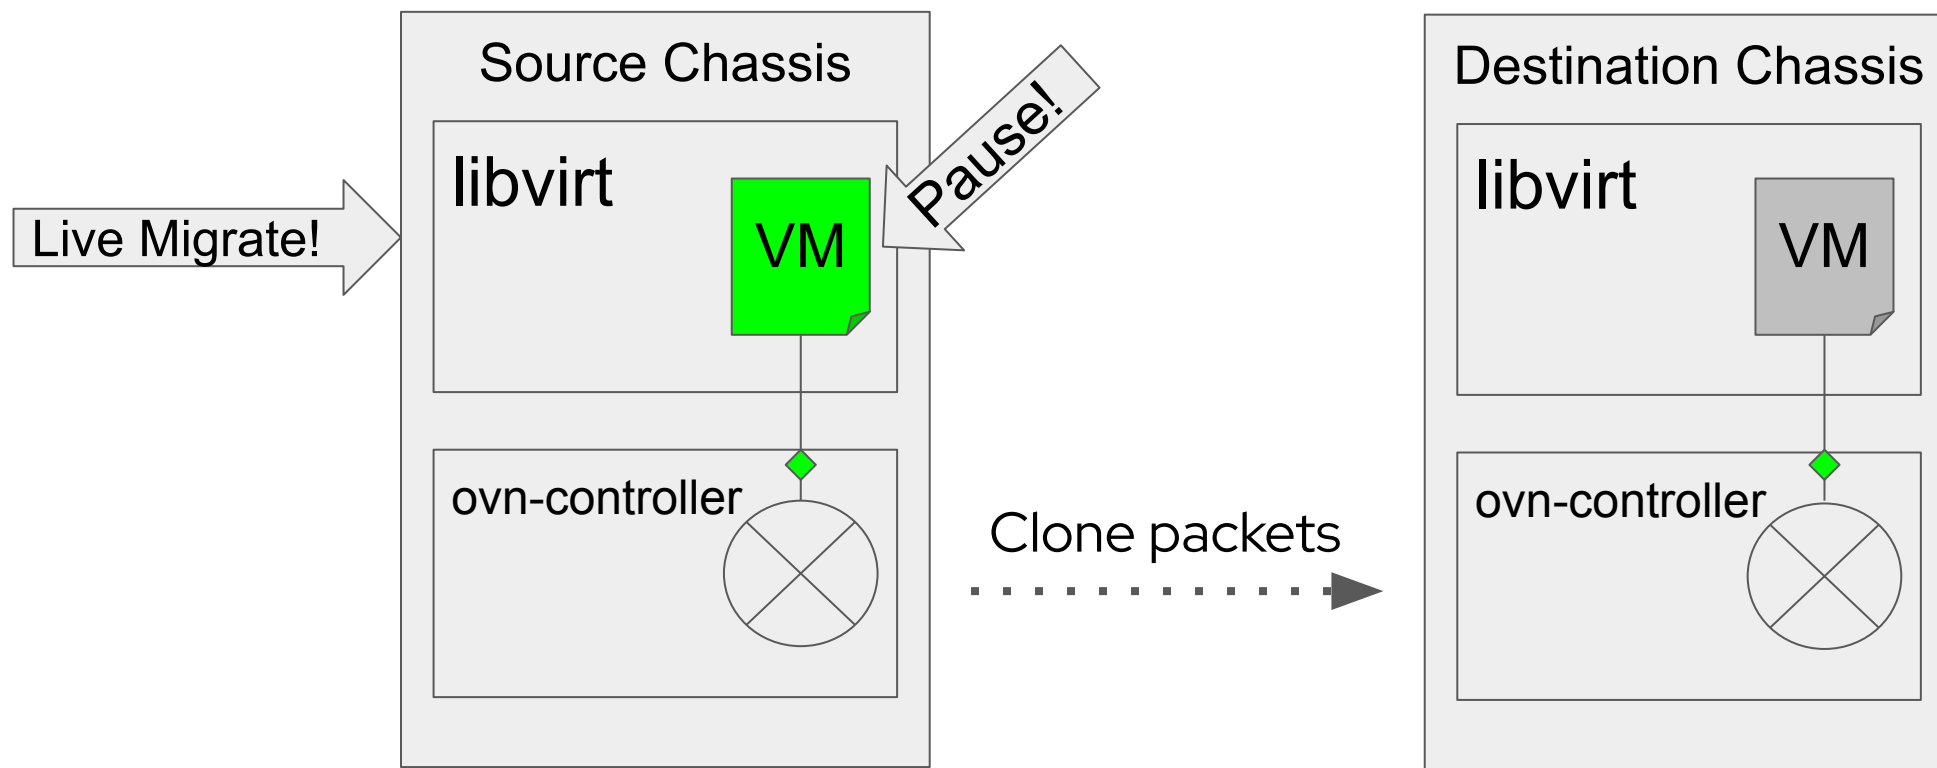 Live Migrate!
Source Chassis
libvirt
VM
Pause!
ovn-controller
Clone packets
Destination Chassis
libvirt
VM
ovn-controller